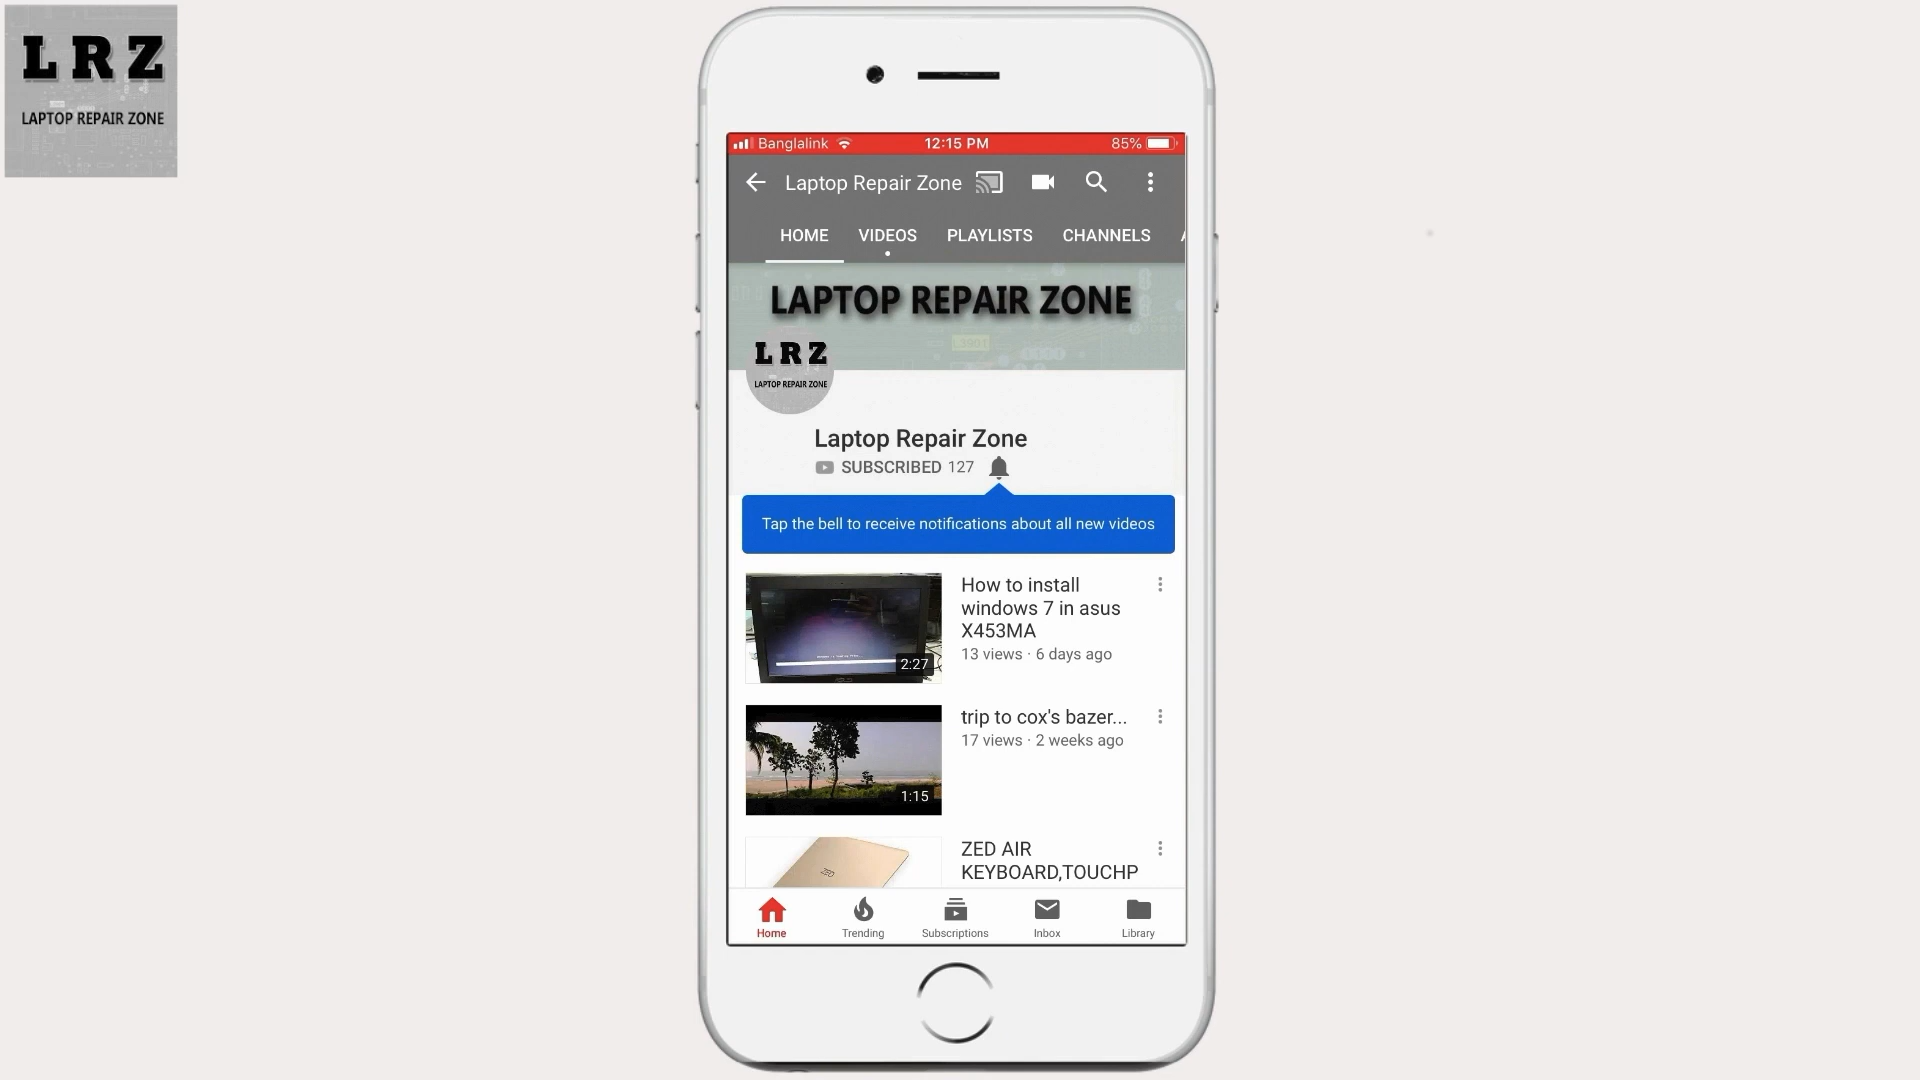 LRZ
LAPTOP REPAIR ZONE
Banglalink 12:15 PM 85%
Laptop Repair Zone
HOME VIDEOS PLAYLISTS CHANNELS
LAPTOP REPAIR ZONE
LRZ
LAPTOP REPAIR ZONE
Laptop Repair Zone
SUBSCRIBED 127
Tap the bell to receive notifications about all new videos
How to install
windows 7 in asus
X453MA
13 views · 6 days ago
2:27
trip to cox's bazer...
17 views · 2 weeks ago
1:15
ZED AIR
KEYBOARD,TOUCHP
ZED
Home Trending Subscriptions Inbox Library